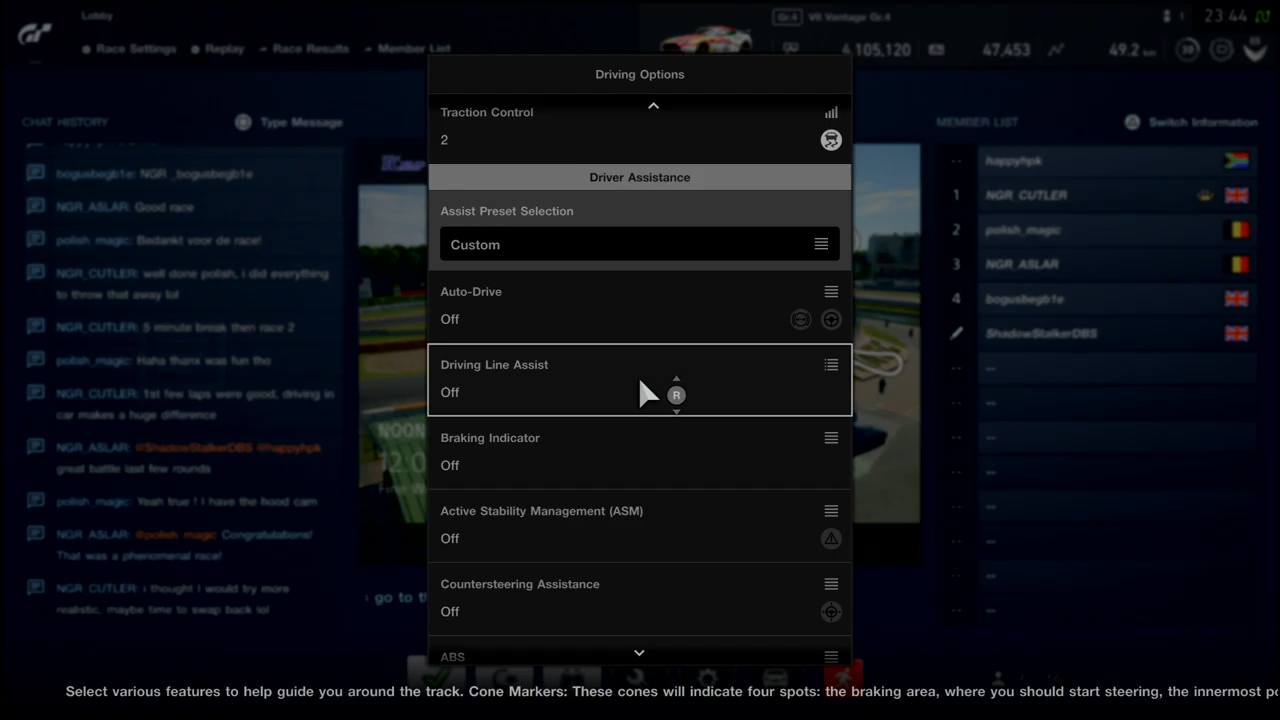 Lobby
Gr.4 V8 Vantage Gr.4
1 23.44
Race Settings Replay Race Results Member List
4,105,120 47,453 49.2 km
Driving Options
Traction Control
2
Driver Assistance
Assist Preset Selection
Custom
Auto-Drive
Off
Driving Line Assist
Off
R
Braking Indicator
Off
Active Stability Management (ASM)
Off
Countersteering Assistance
Off
ABS
CHAT HISTORY
Type Message
bogusbegb1e: NGR _bogusbegb1e
NGR_ASLAR: Good race
polish_magic: Bedankt voor de race!
NGR_CUTLER: well done polish, i did everything
to throw that away lol
NGR_CUTLER: 5 minute break then race 2
polish_magic: Haha thanx was fun tho
NGR_CUTLER: 1st few laps were good, driving in
car makes a huge difference
NGR_ASLAR: @ShadowStalkerDBS @happyhpk
great battle last few rounds
polish_magic: Yeah true ! I have the hood cam
NGR_ASLAR: @polish_magic Congratulations!
That was a phenomenal race!
NGR_CUTLER: i thought I would try more
realistic, maybe time to swap back lol
NOON
go to
MEMBER LIST
Switch Information
-- happyhpk
1 NGR_CUTLER
2 polish_magic
3 NGR_ASLAR
4 bogusbegb1e
ShadowStalkerDBS
-- --
-- --
-- --
-- --
-- --
-- --
-- --
-- --
Select various features to help guide you around the track. Cone Markers: These cones will indicate four spots: the braking area, where you should start steering, the innermost